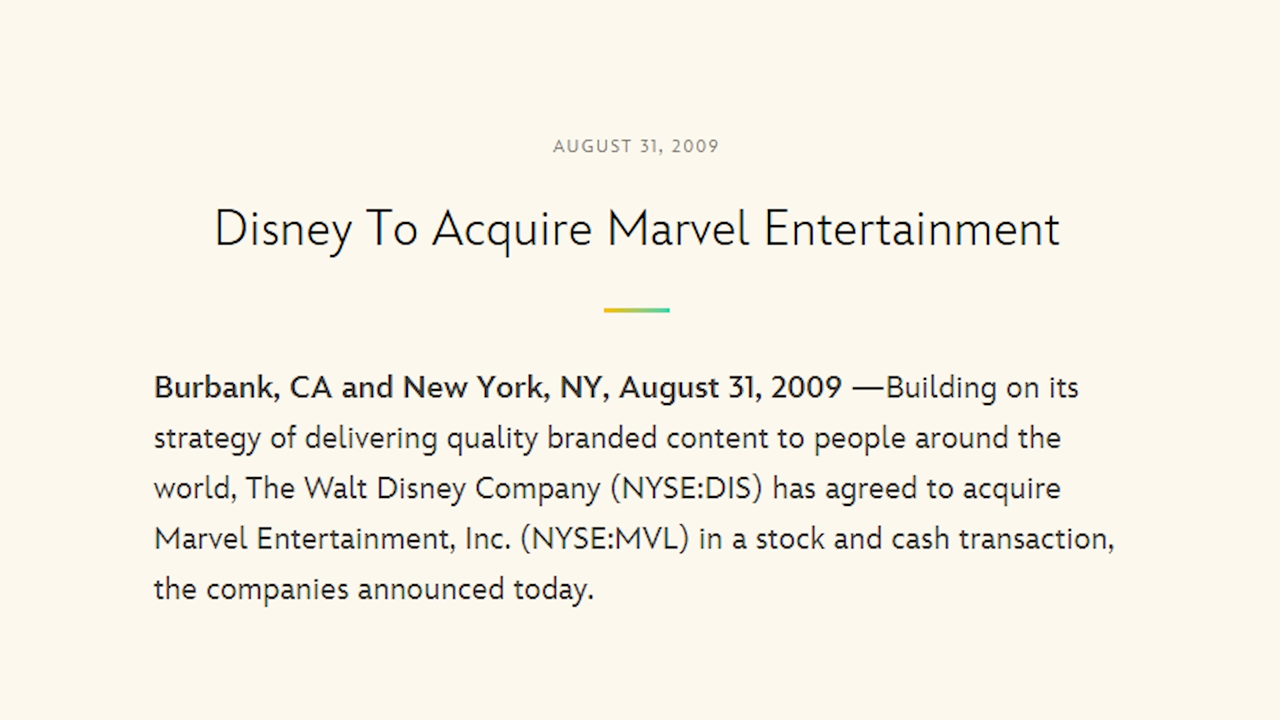 AUGUST 31, 2009
Disney To Acquire Marvel Entertainment
Burbank, CA and New York, NY, August 31, 2009 —Building on its
strategy of delivering quality branded content to people around the
world, The Walt Disney Company (NYSE:DIS) has agreed to acquire
Marvel Entertainment, Inc. (NYSE:MVL) in a stock and cash transaction,
the companies announced today.